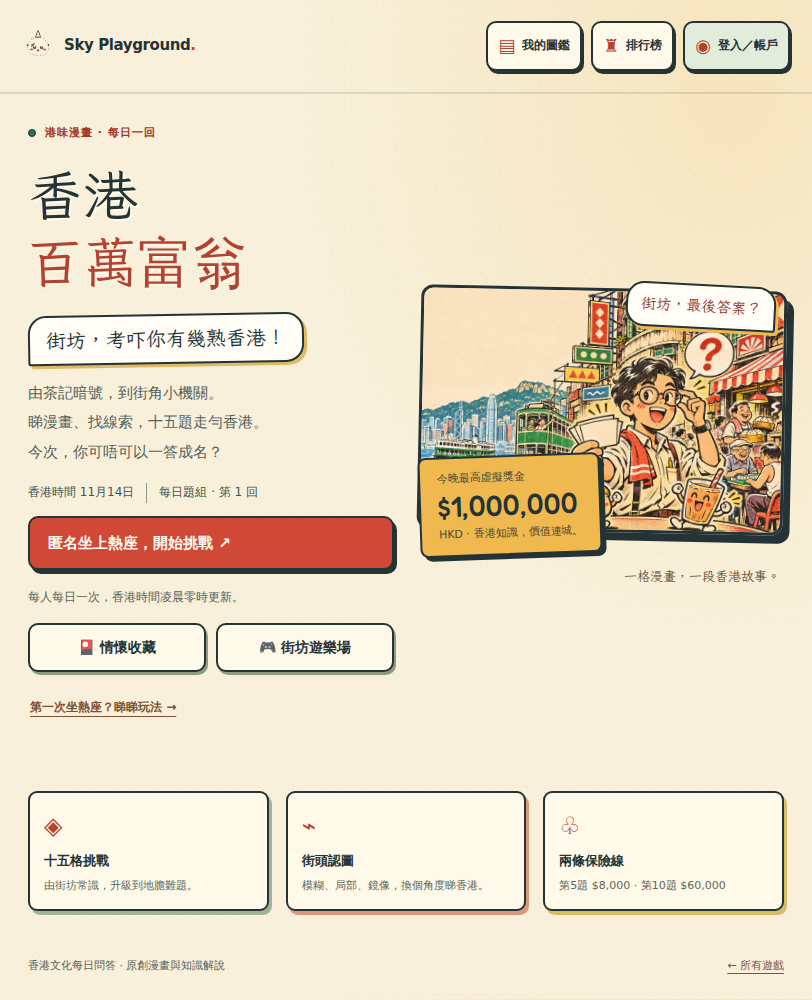 Sky Playground.
我的圖鑑
排行榜
登入／帳戶
港味漫畫 · 每日一回
香港
百萬富翁
街坊，考吓你有幾熟香港！
由茶記暗號，到街角小機關。
睇漫畫、找線索，十五題走勻香港。
今次，你可唔可以一答成名？
香港時間 11月14日
每日題組 · 第 1 回
匿名坐上熱座，開始挑戰 ↗
每人每日一次，香港時間凌晨零時更新。
情懷收藏
街坊遊樂場
第一次坐熱座？睇睇玩法 →
街坊，最後答案？
?
今晚最高虛擬獎金
$1,000,000
HKD · 香港知識，價值連城。
一格漫畫，一段香港故事。
十五格挑戰
由街坊常識，升級到地膽難題。
街頭認圖
模糊、局部、鏡像，換個角度睇香港。
兩條保險線
第5題 $8,000 · 第10題 $60,000
香港文化每日問答 · 原創漫畫與知識解說
← 所有遊戲